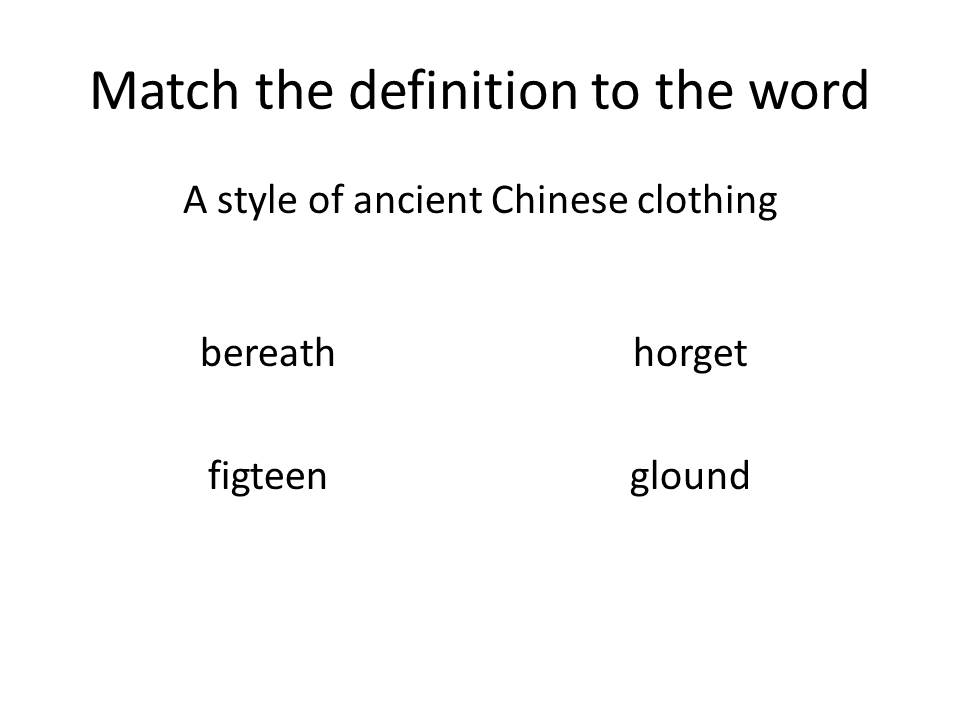 Match the definition to the word
A style of ancient Chinese clothing
bereath horget
figteen glound